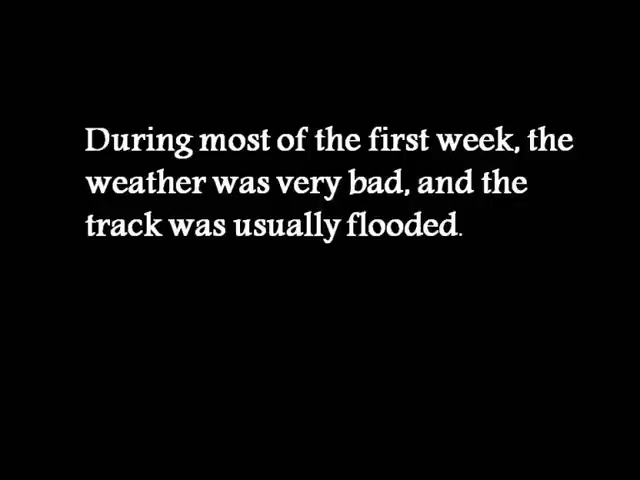 During most of the first week, the
weather was very bad, and the
track was usually flooded.